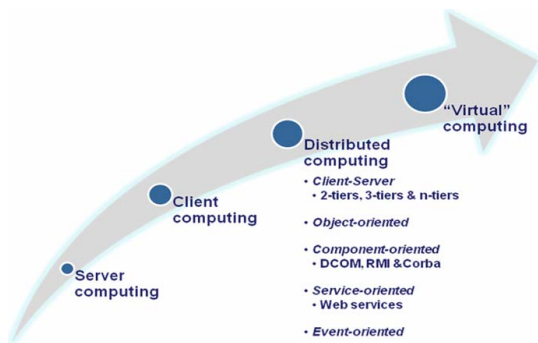 “Virtual”
computing
Distributed
computing
• Client-Server
• 2-tiers, 3-tiers & n-tiers
• Object-oriented
• Component-oriented
• DCOM, RMI &Corba
• Service-oriented
• Web services
• Event-oriented
Client
computing
Server
computing